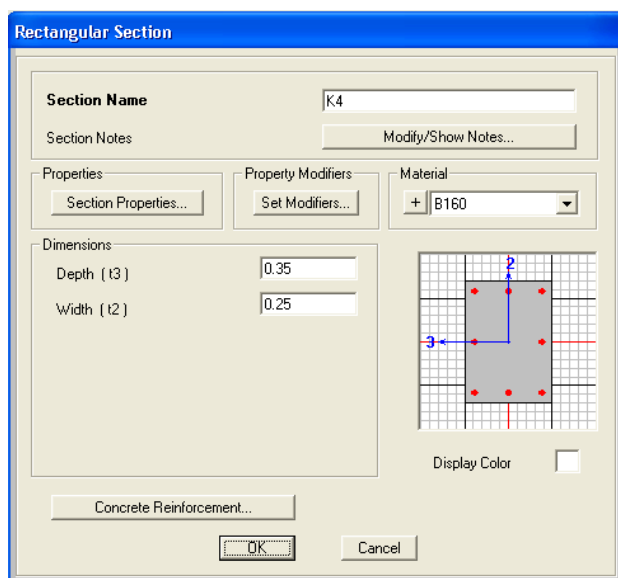 Rectangular Section
Section Name
K4
Section Notes
Modify/Show Notes...
Properties
Section Properties...
Property Modifiers
Set Modifiers...
Material
+
B160
Dimensions
Depth ( t3 )
0.35
Width ( t2 )
0.25
2
3
Display Color
Concrete Reinforcement...
OK
Cancel